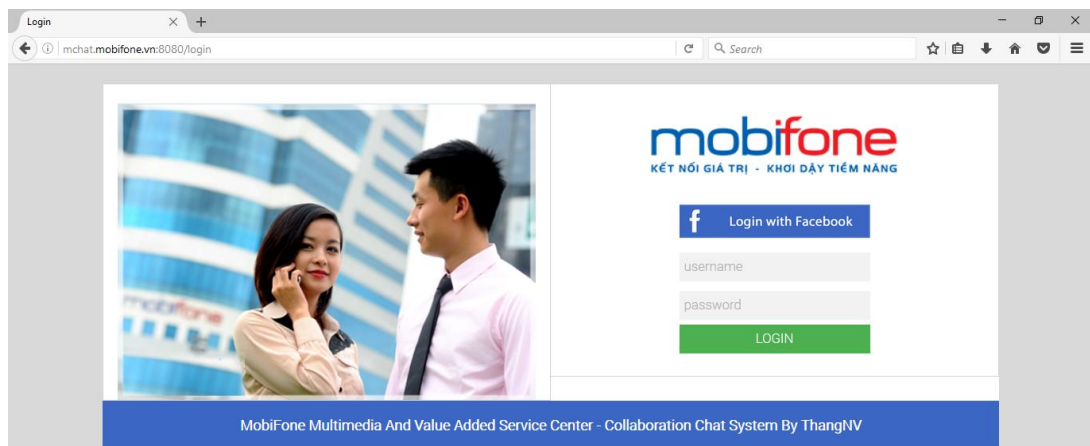 Login
mchat.mobifone.vn:8080/login
Search
mobifone
mobifone
KẾT NỐI GIÁ TRỊ - KHƠI DẬY TIỀM NĂNG
f Login with Facebook
username
password
LOGIN
MobiFone Multimedia And Value Added Service Center - Collaboration Chat System By ThangNV